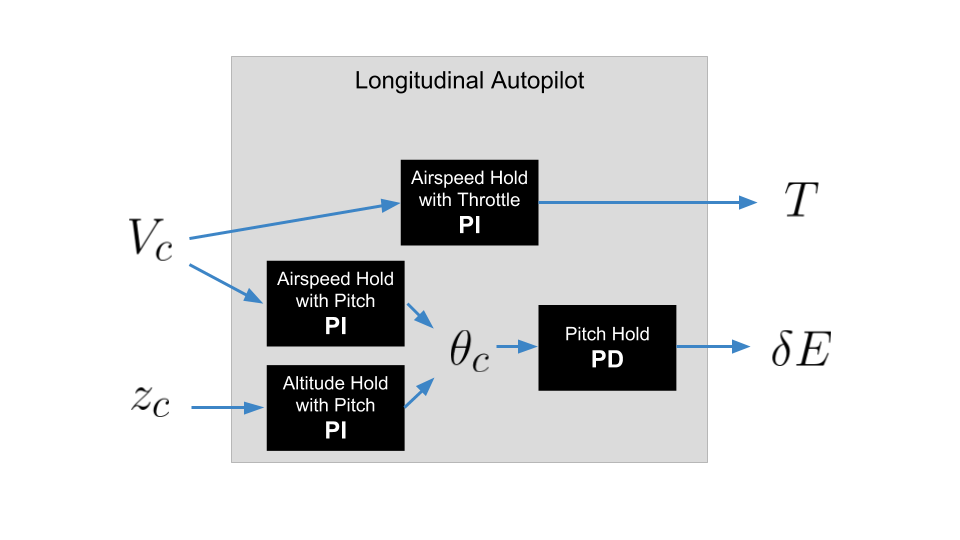 Longitudinal Autopilot
Airspeed Hold
with Throttle
PI
T
V_c
Airspeed Hold
with Pitch
PI
θ_c
Pitch Hold
PD
δE
z_c
Altitude Hold
with Pitch
PI